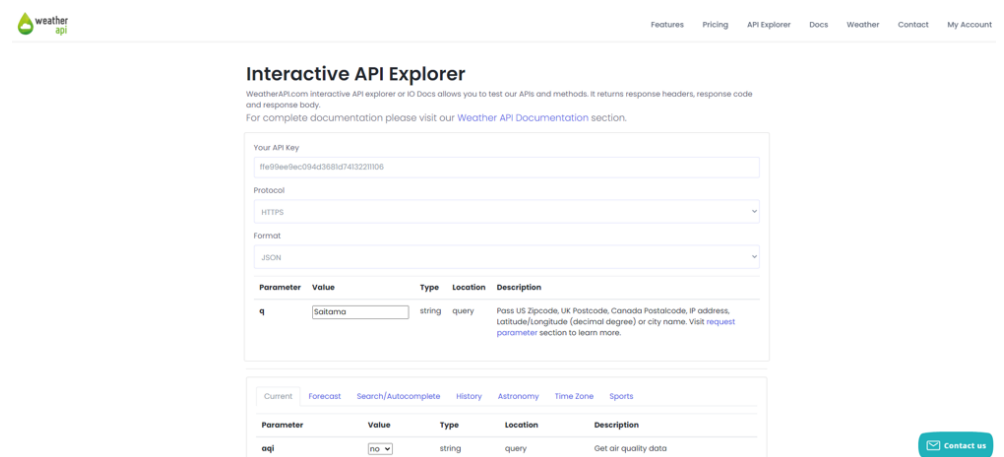 weather
api
Features Pricing API Explorer Docs Weather Contact My Account
Interactive API Explorer
WeatherAPI.com interactive API explorer or IO Docs allows you to test our APIs and methods. It returns response headers, response code
and response body.
For complete documentation please visit our Weather API Documentation section.
Your API Key
ffe99ee9ec094d3681d74132211106
Protocol
HTTPS
Format
JSON
Parameter Value Type Location Description
q Saitama string query Pass US Zipcode, UK Postcode, Canada Postalcode, IP address,
Latitude/Longitude (decimal degree) or city name. Visit request
parameter section to learn more.
Current Forecast Search/Autocomplete History Astronomy Time Zone Sports
Parameter Value Type Location Description
aqi no string query Get air quality data
Contact us